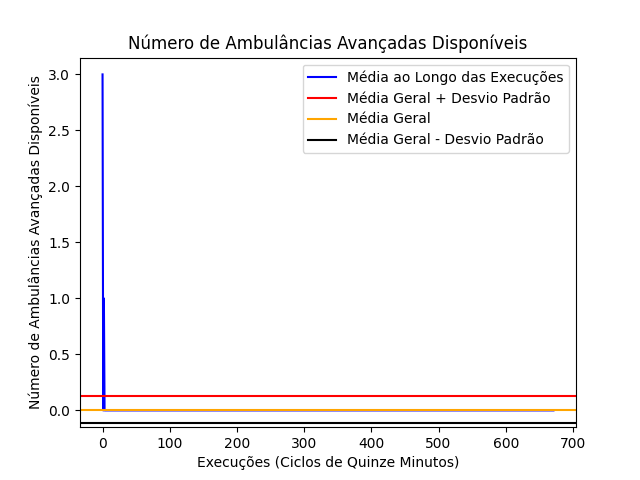 Número de Ambulâncias Avançadas Disponíveis
Número de Ambulâncias Avançadas Disponíveis
3.0
2.5
2.0
1.5
1.0
0.5
0.0
Média ao Longo das Execuções
Média Geral + Desvio Padrão
Média Geral
Média Geral - Desvio Padrão
0 100 200 300 400 500 600 700
Execuções (Ciclos de Quinze Minutos)